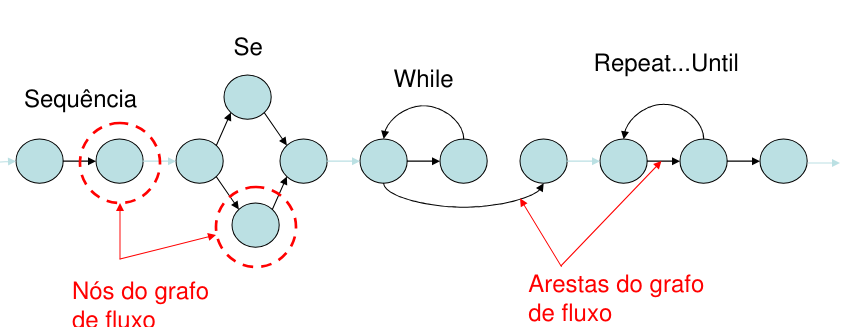 Se
While
Repeat...Until
Sequência
Nós do grafo
de fluxo
Arestas do grafo
de fluxo